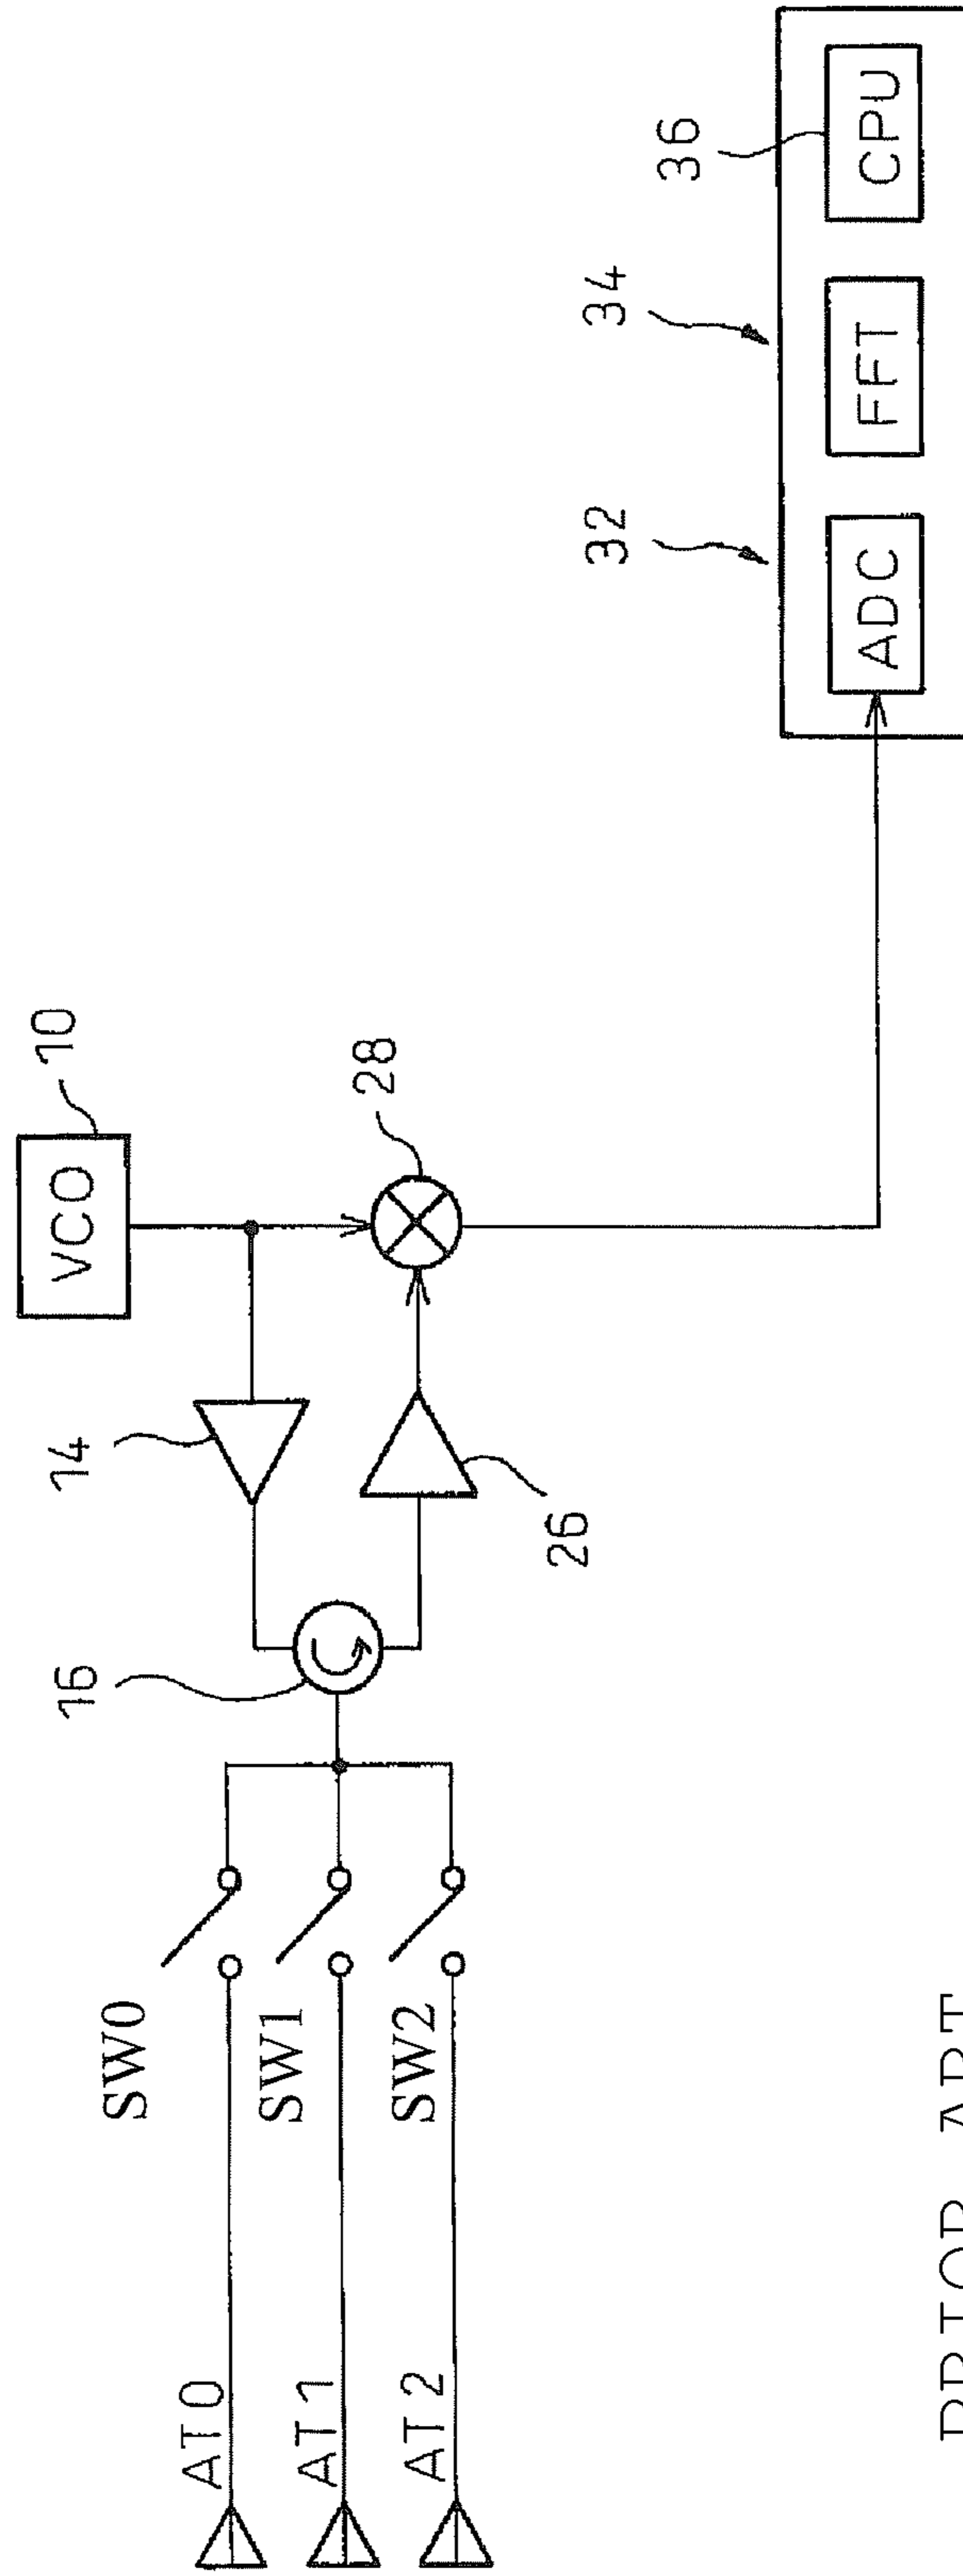 VCO
10
14
16
26
28
SW0
SW1
SW2
AT0
AT1
AT2
32
34
36
ADC
FFT
CPU
PRIOR ART